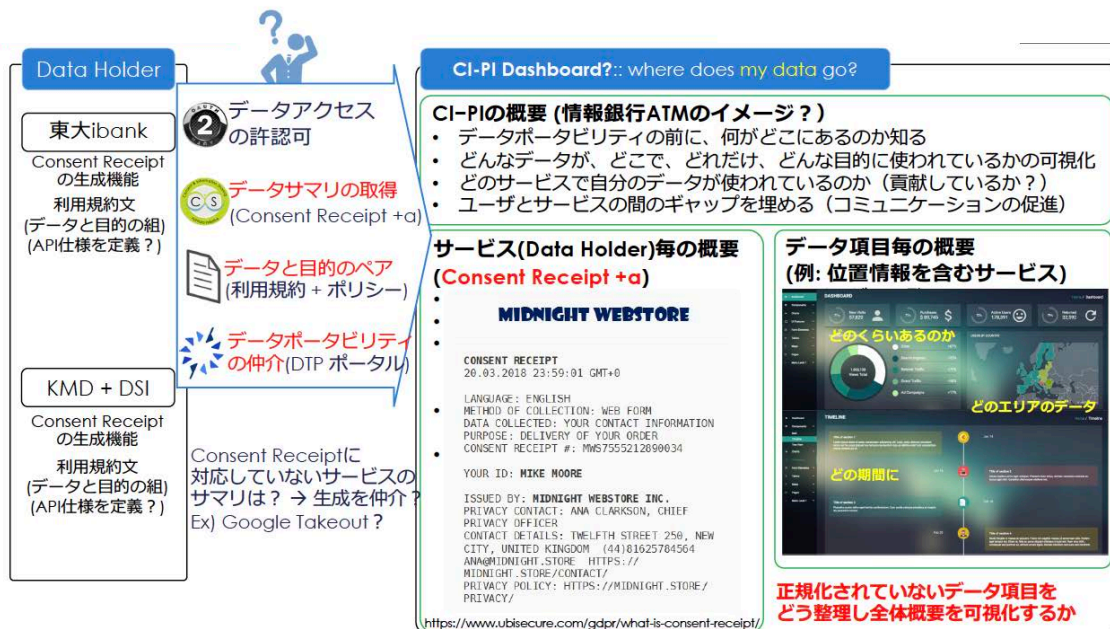 Data Holder
東大ibank
Consent Receipt
の生成機能
利用規約文
(データと目的の組)
(API仕様を定義？)
KMD + DSI
Consent Receipt
の生成機能
利用規約文
(データと目的の組)
(API仕様を定義？)
?
2
データアクセス
の許認可
CS
データサマリの取得
(Consent Receipt +a)
データと目的のペア
(利用規約 + ポリシー)
データポータビリティ
の仲介(DTP ポータル)
Consent Receiptに
対応していないサービスの
サマリは？ → 生成を仲介？
Ex) Google Takeout？
CI-PI Dashboard?:: where does my data go?
CI-PIの概要 (情報銀行ATMのイメージ？)
• データポータビリティの前に、何がどこにあるのか知る
• どんなデータが、どこで、どれだけ、どんな目的に使われているかの可視化
• どのサービスで自分のデータが使われているのか（貢献しているか？）
• ユーザとサービスの間のギャップを埋める（コミュニケーションの促進）
サービス(Data Holder)毎の概要
(Consent Receipt +a)
MIDNIGHT WEBSTORE
CONSENT RECEIPT
20.03.2018 23:59:01 GMT+0
LANGUAGE: ENGLISH
METHOD OF COLLECTION: WEB FORM
DATA COLLECTED: YOUR CONTACT INFORMATION
PURPOSE: DELIVERY OF YOUR ORDER
CONSENT RECEIPT #: MWS7555212890034
YOUR ID: MIKE MOORE
ISSUED BY: MIDNIGHT WEBSTORE INC.
PRIVACY CONTACT: ANA CLARKSON, CHIEF
PRIVACY OFFICER
CONTACT DETAILS: TWELFTH STREET 250, NEW
CITY, UNITED KINGDOM (44)81625784564
ANA@MIDNIGHT.STORE HTTPS://
MIDNIGHT.STORE/CONTACT/
PRIVACY POLICY: HTTPS://MIDNIGHT.STORE/
PRIVACY/
https://www.ubisecure.com/gdpr/what-is-consent-receipt/
データ項目毎の概要
(例: 位置情報を含むサービス)
DASHBOARD
どのくらいあるのか
どのエリアのデータ
TIMELINE
どの期間に
正規化されていないデータ項目を
どう整理し全体概要を可視化するか